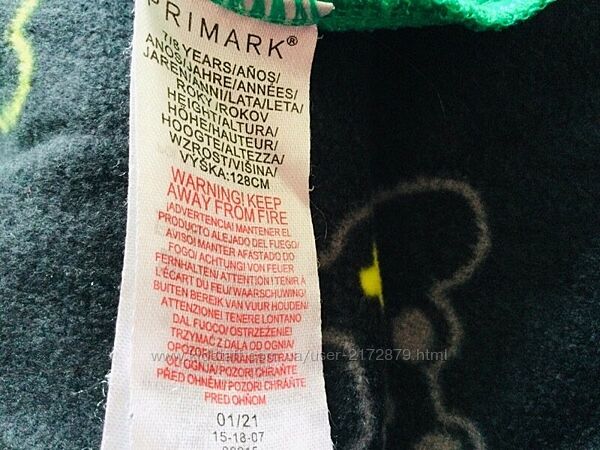 PRIMARK®
7/8 YEARS/AÑOS/
ANOS/JAHRE/ANNÉES/
JAREN/ANNI/LATA/LETA/
ROKY/ROKOV
HEIGHT/ALTURA/
HÖHE/HAUTEUR/
HOOGTE/ALTEZZA/
WZROST/VIŠINA/
VÝŠKA:128CM
WARNING! KEEP
AWAY FROM FIRE
/ADVERTENCIA! MANTENER EL
PRODUCTO ALEJADO DEL FUEGO/
AVISO! MANTER AFASTADO DO
FOGO/ ACHTUNG! VON FEUER
FERNHALTEN/ ATTENTION ! TENIR À
L'ÉCART DU FEU/WAARSCHUWING/
BUITEN BEREIK VAN VUUR HOUDEN/
ATTENZIONE! TENERE LONTANO
DAL FUOCO/ OSTRZEŻENIE!
TRZYMAĆ Z DALA OD OGNIA/
user-2172879.html
OGNJA/ POZOR! CHRAŇTE
PŘED OHNĚM/ POZOR! CHRÁŇTE
PRED OHŇOM
01/21
15-18-07